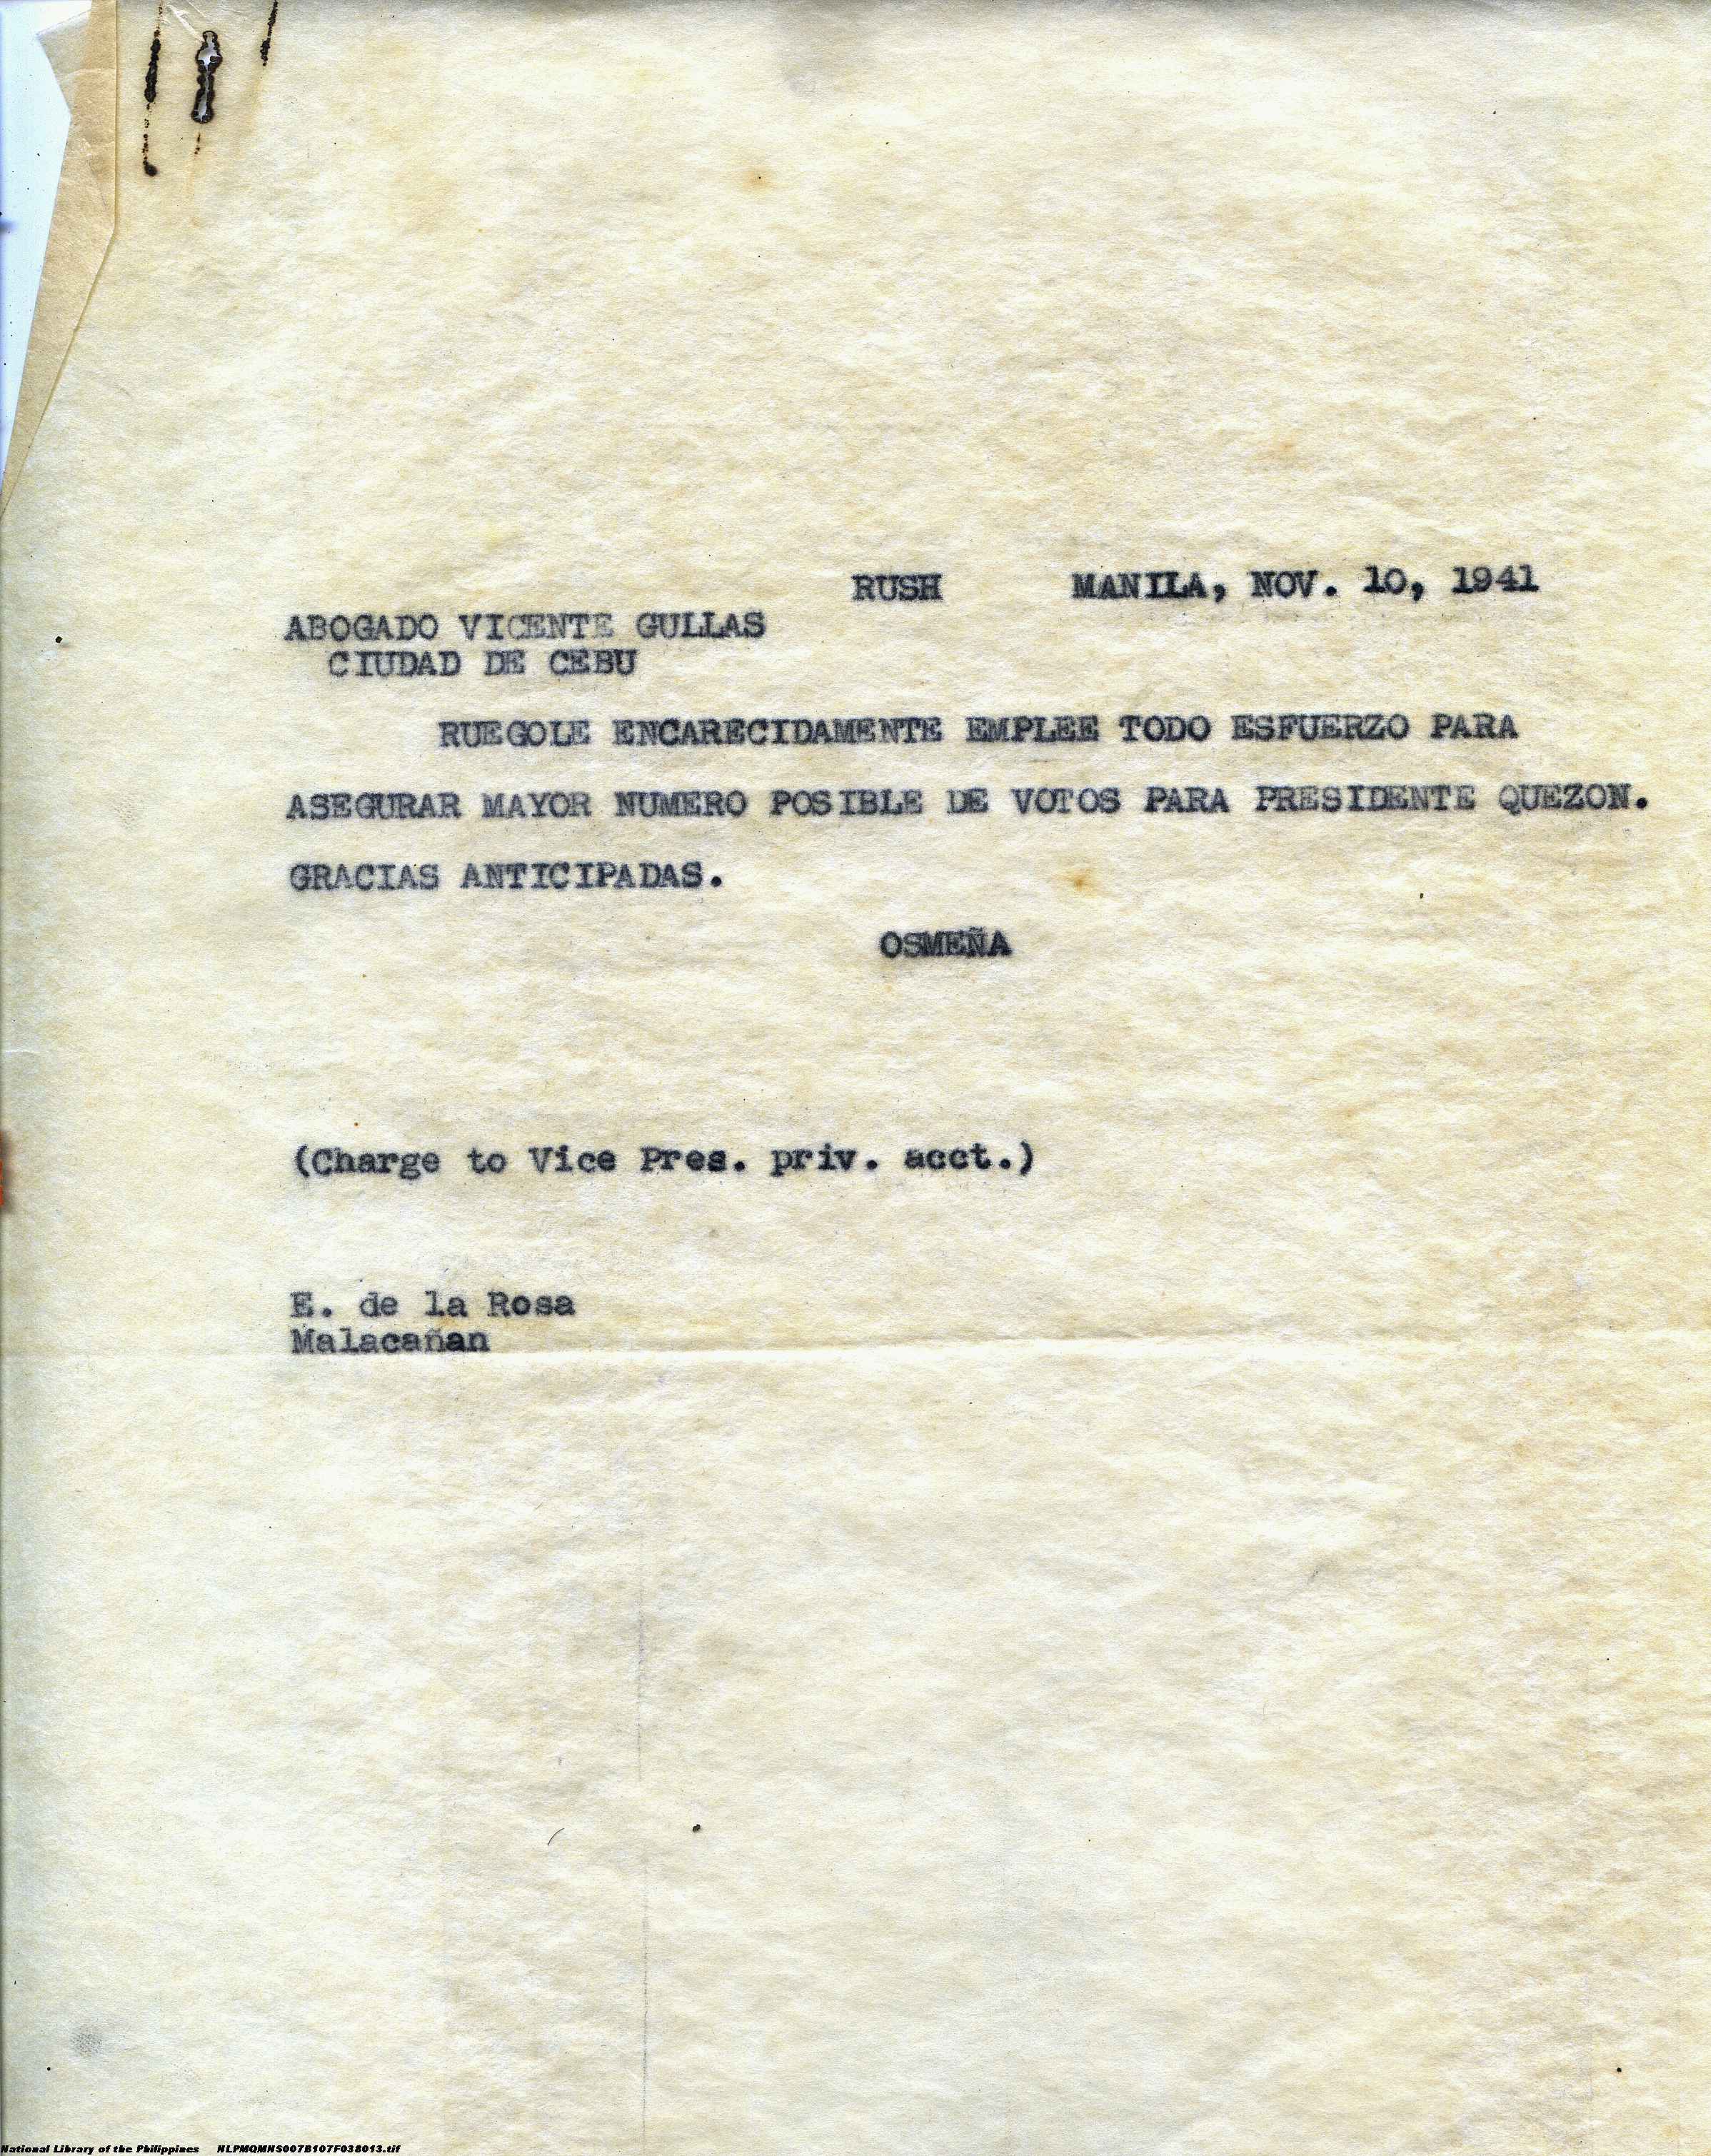 RUSH MANILA, NOV. 10, 1941
ABOGADO VICENTE GULLAS
CIUDAD DE CEBU
RUEGOLE ENCARECIDAMENTE EMPLEE TODO ESFUERZO PARA
ASEGURAR MAYOR NUMERO POSIBLE DE VOTOS PARA PRESIDENTE QUEZON.
GRACIAS ANTICIPADAS.
OSMEÑA
(Charge to Vice Pres. priv. acct.)
E. de la Rosa
Malacañan
National Library of the Philippines NLPMQMNS007B107F038013.tif